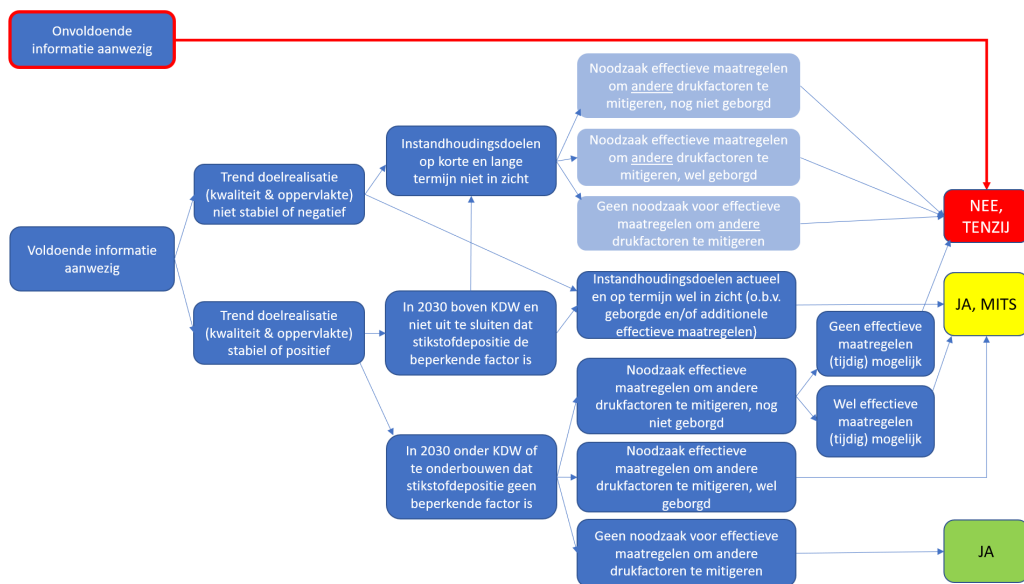 Onvoldoende
informatie aanwezig
Noodzaak effectieve maatregelen
om andere drukfactoren te
mitigeren, nog niet geborgd
Instandhoudingsdoelen
op korte en lange
termijn niet in zicht
Noodzaak effectieve maatregelen
om andere drukfactoren te
mitigeren, wel geborgd
Trend doelrealisatie
(kwaliteit & oppervlakte)
niet stabiel of negatief
Geen noodzaak voor effectieve
maatregelen om andere
drukfactoren te mitigeren
NEE,
TENZIJ
Voldoende informatie
aanwezig
Instandhoudingsdoelen actueel
en op termijn wel in zicht (o.b.v.
geborgde en/of additionele
effectieve maatregelen)
JA, MITS
Trend doelrealisatie
(kwaliteit & oppervlakte)
stabiel of positief
In 2030 boven KDW en
niet uit te sluiten dat
stikstofdepositie de
beperkende factor is
Geen effectieve
maatregelen
(tijdig) mogelijk
Noodzaak effectieve
maatregelen om andere
drukfactoren te mitigeren, nog
niet geborgd
Wel effectieve
maatregelen
(tijdig) mogelijk
In 2030 onder KDW of
te onderbouwen dat
stikstofdepositie geen
beperkende factor is
Noodzaak effectieve
maatregelen om andere
drukfactoren te mitigeren, wel
geborgd
Geen noodzaak voor effectieve
maatregelen om andere
drukfactoren te mitigeren
JA